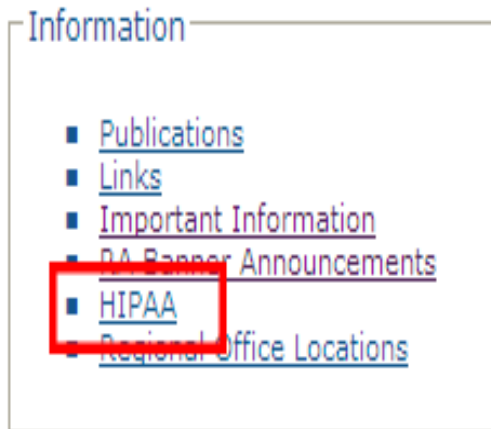 Information
Publications
Links
Important Information
RA Banner Announcements
HIPAA
Regional Office Locations